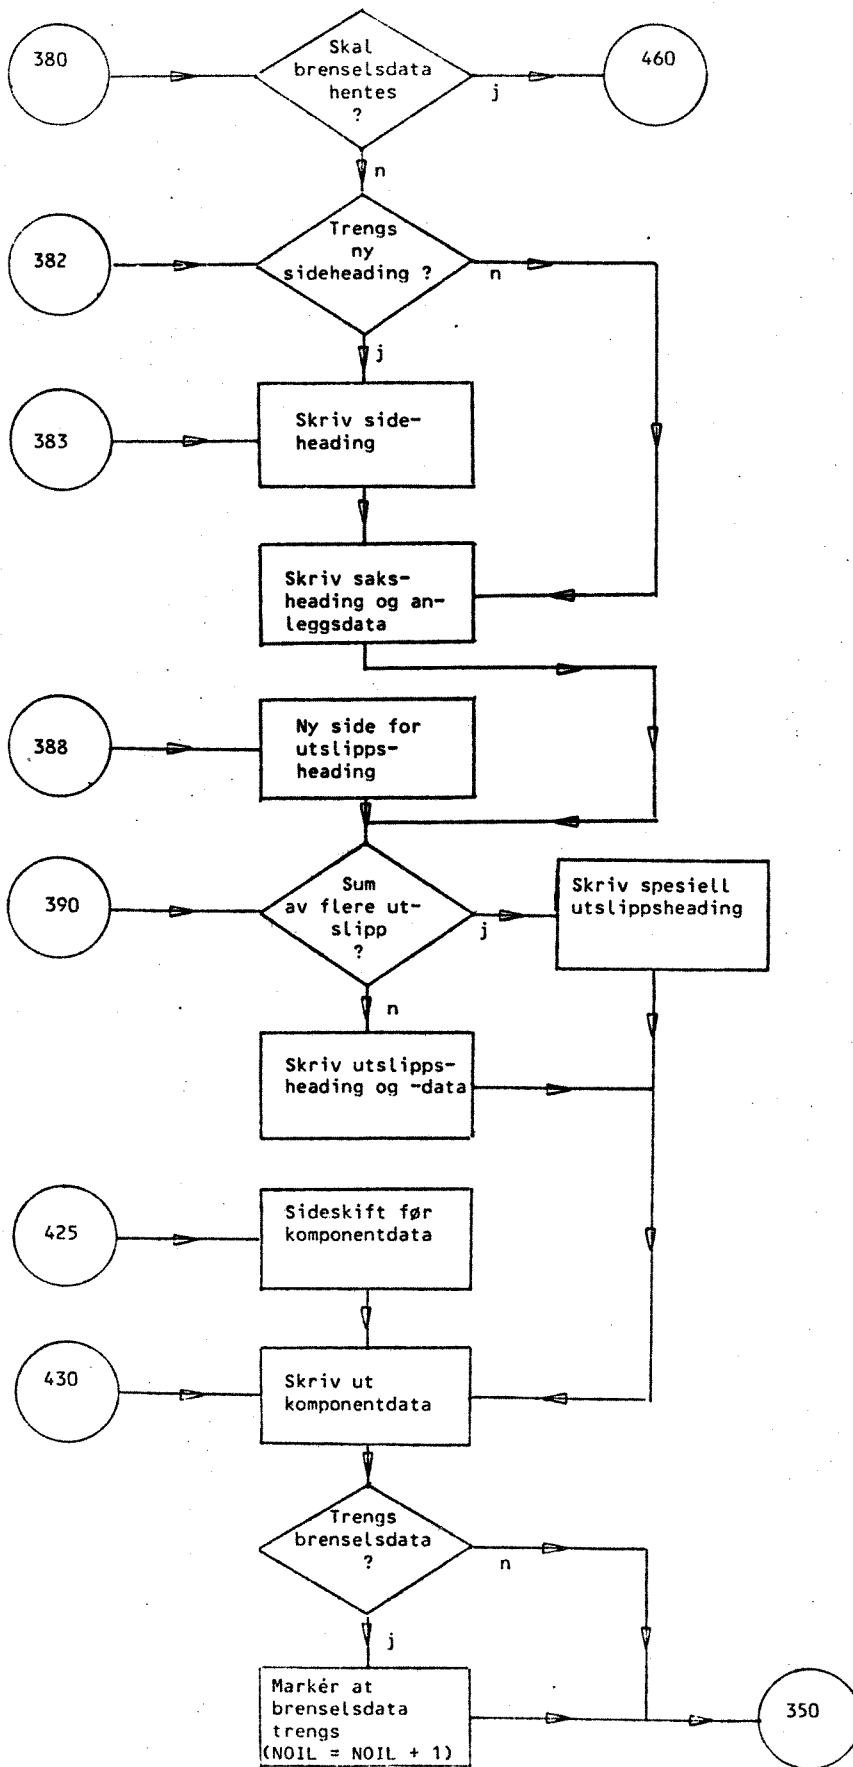 380
Skal
brenselsdata
hentes
?
j
460
n
382
Trengs
ny
sideheading ?
n
j
383
Skriv side-
heading
Skriv saks-
heading og an-
leggsdata
388
Ny side for
utslipps-
heading
390
Sum
av flere ut-
slipp
?
j
Skriv spesiell
utslippsheading
n
Skriv utslipps-
heading og -data
425
Sideskift før
komponentdata
430
Skriv ut
komponentdata
Trengs
brenselsdata
?
n
j
Markér at
brenselsdata
trengs
(NOIL = NOIL + 1)
350